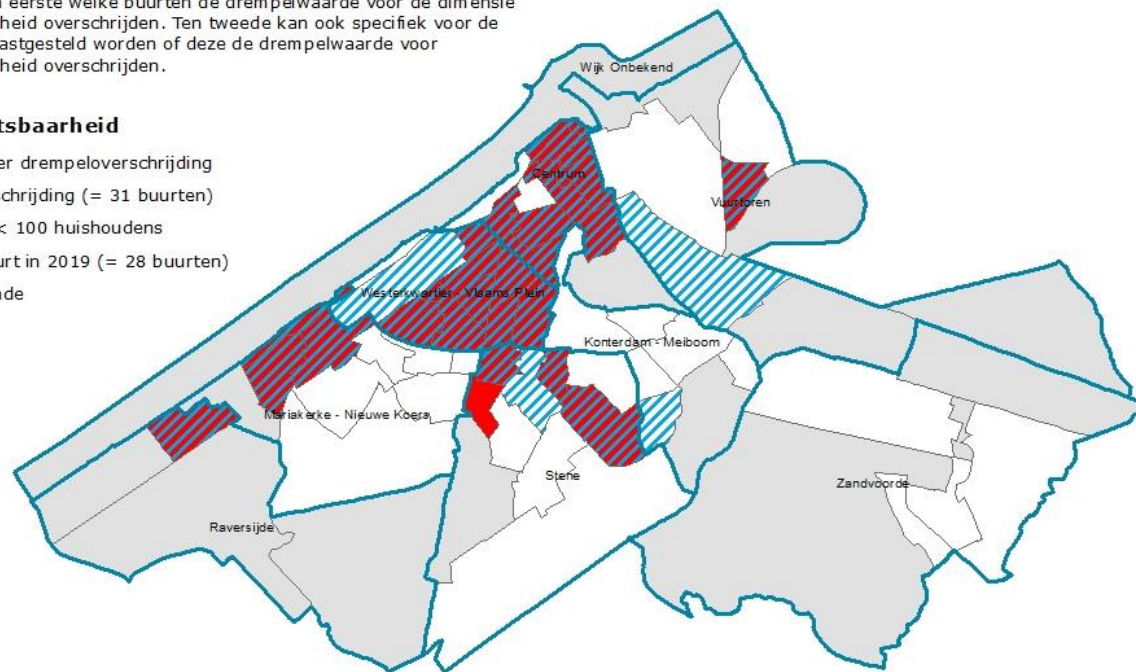 eerste welke buurten de drempelwaarde voor de dimensie
heid overschrijden. Ten tweede kan ook specifiek voor de
astgesteld worden of deze de drempelwaarde voor
heid overschrijden.
tsbaarheid
er drempeloverschrijding
schrijding (= 31 buurten)
< 100 huishoudens
urt in 2019 (= 28 buurten)
de
Wijk Onbekend
Centrum
Vuurtoren
Westerkwartier - Vlaams Plein
Konterdam - Meiboom
Mariakerke - Nieuwe Koers
Stene
Zandvoorde
Raversijde